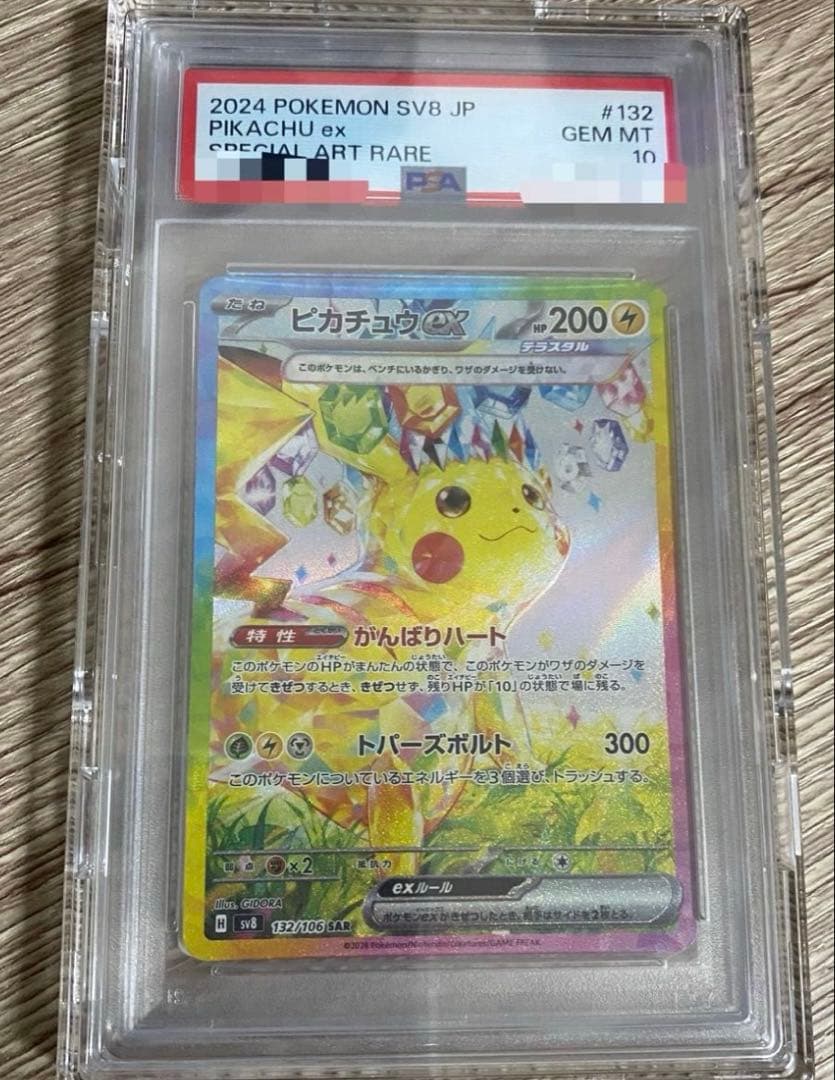 2024 POKEMON SV8 JP #132
PIKACHU ex GEM MT
SPECIAL ART RARE 10
PSA
たね ピカチュウex HP 200
テラスタル
このポケモンは、ベンチにいるかぎり、ワザのダメージを受けない。
特性 がんばりハート
このポケモンのHPがまんたんの状態で、このポケモンがワザのダメージを
受けてきぜつするとき、きぜつせず、残りHPが「10」の状態で場に残る。
トパーズボルト 300
このポケモンについているエネルギーを3個選び、トラッシュする。
弱点 ×2 抵抗力 にげる
exルール
ポケモンexがきぜつしたとき、相手はサイドを2枚とる。
Illus. GIDORA
H sv8 132/106 SAR
©2024 Pokémon/Nintendo/Creatures/GAME FREAK.